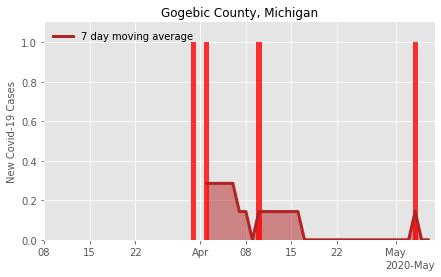 Gogebic County, Michigan
7 day moving average
New Covid-19 Cases
1.0
0.8
0.6
0.4
0.2
0.0
08 15 22 Apr 08 15 22 May
2020-May